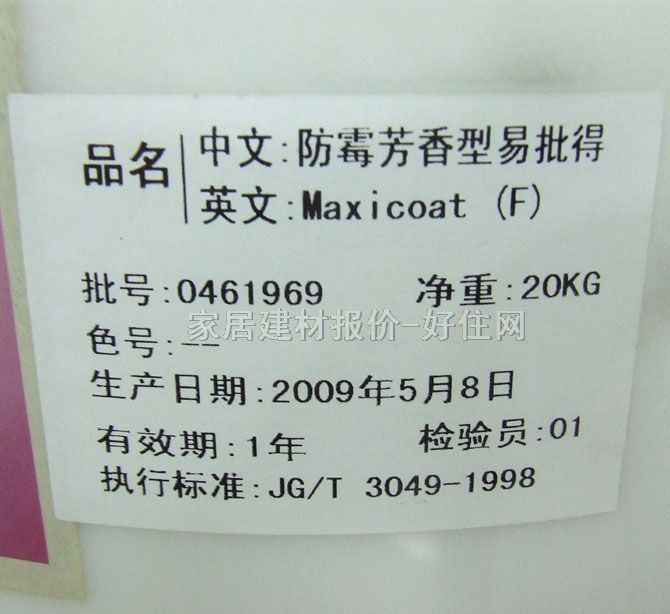 品名
中文:防霉芳香型易批得
英文:Maxicoat (F)
批号:0461969 净重:20KG
家居建材报价-好住网
色号:--
生产日期:2009年5月8日
有效期:1年 检验员:01
执行标准:JG/T 3049-1998